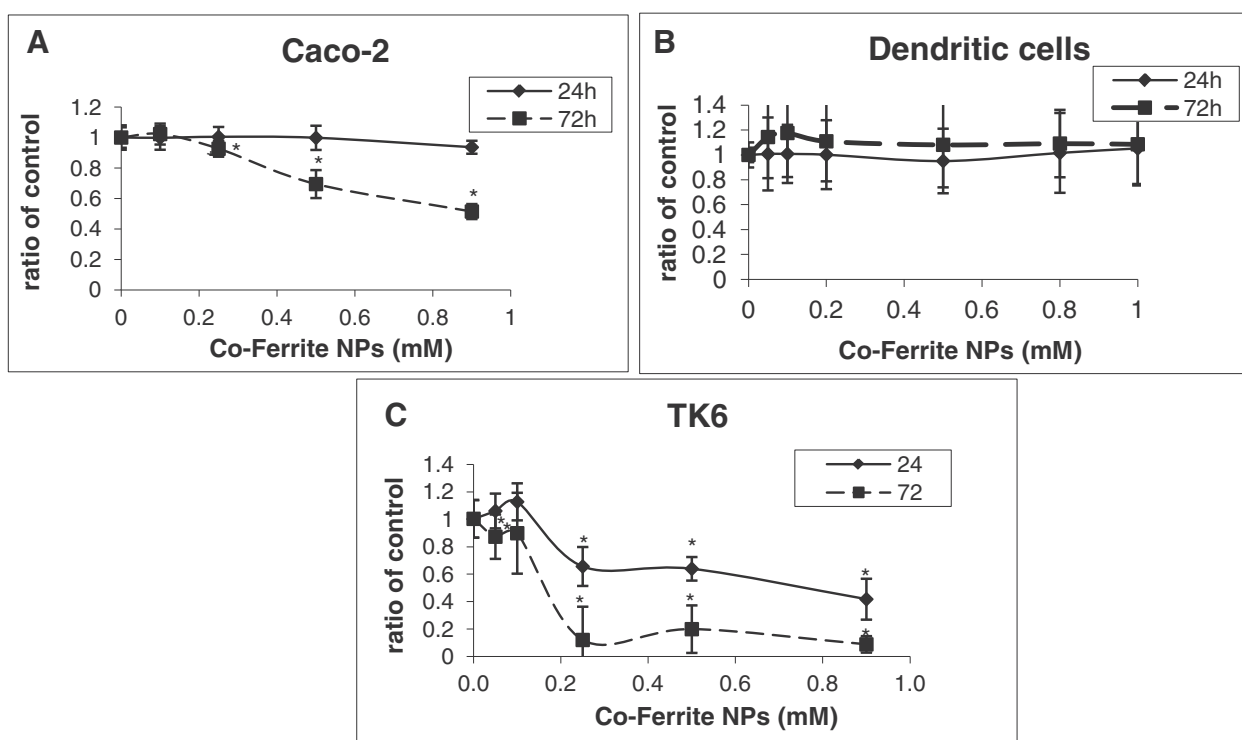 A
Caco-2
24h
72h
1.2
1
0.8
0.6
0.4
0.2
0
ratio of control
*
*
*
0 0.2 0.4 0.6 0.8 1
Co-Ferrite NPs (mM)
B
Dendritic cells
24h
72h
1.4
1.2
1
0.8
0.6
0.4
0.2
0
ratio of control
0 0.2 0.4 0.6 0.8 1
Co-Ferrite NPs (mM)
C
TK6
24
72
1.4
1.2
1
0.8
0.6
0.4
0.2
0
ratio of control
* *
* * *
* * *
0.0 0.2 0.4 0.6 0.8 1.0
Co-Ferrite NPs (mM)